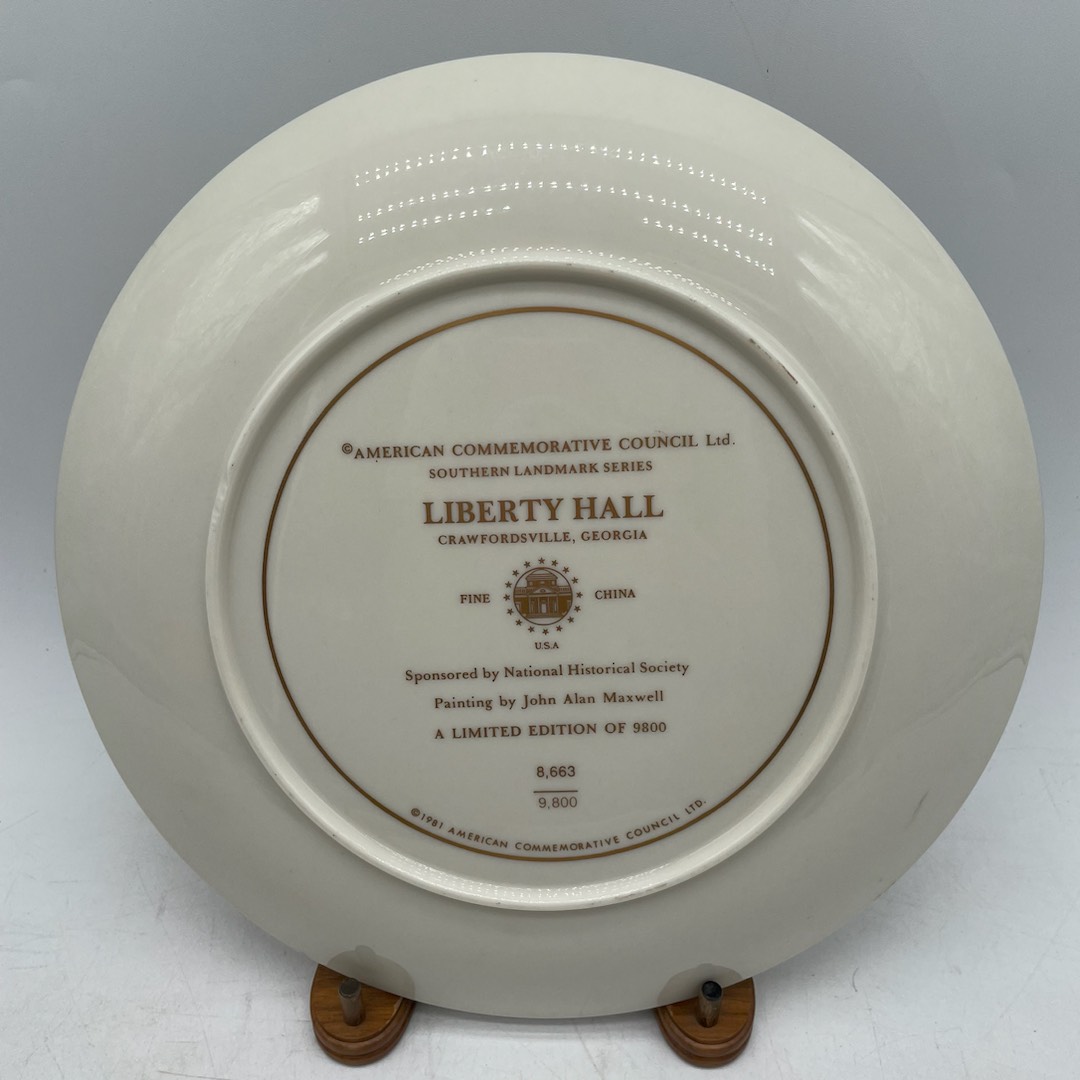 ©AMERICAN COMMEMORATIVE COUNCIL Ltd.
SOUTHERN LANDMARK SERIES
LIBERTY HALL
CRAWFORDSVILLE, GEORGIA
FINE CHINA
U.S.A
Sponsored by National Historical Society
Painting by John Alan Maxwell
A LIMITED EDITION OF 9800
8,663
9,800
©1981 AMERICAN COMMEMORATIVE COUNCIL LTD.